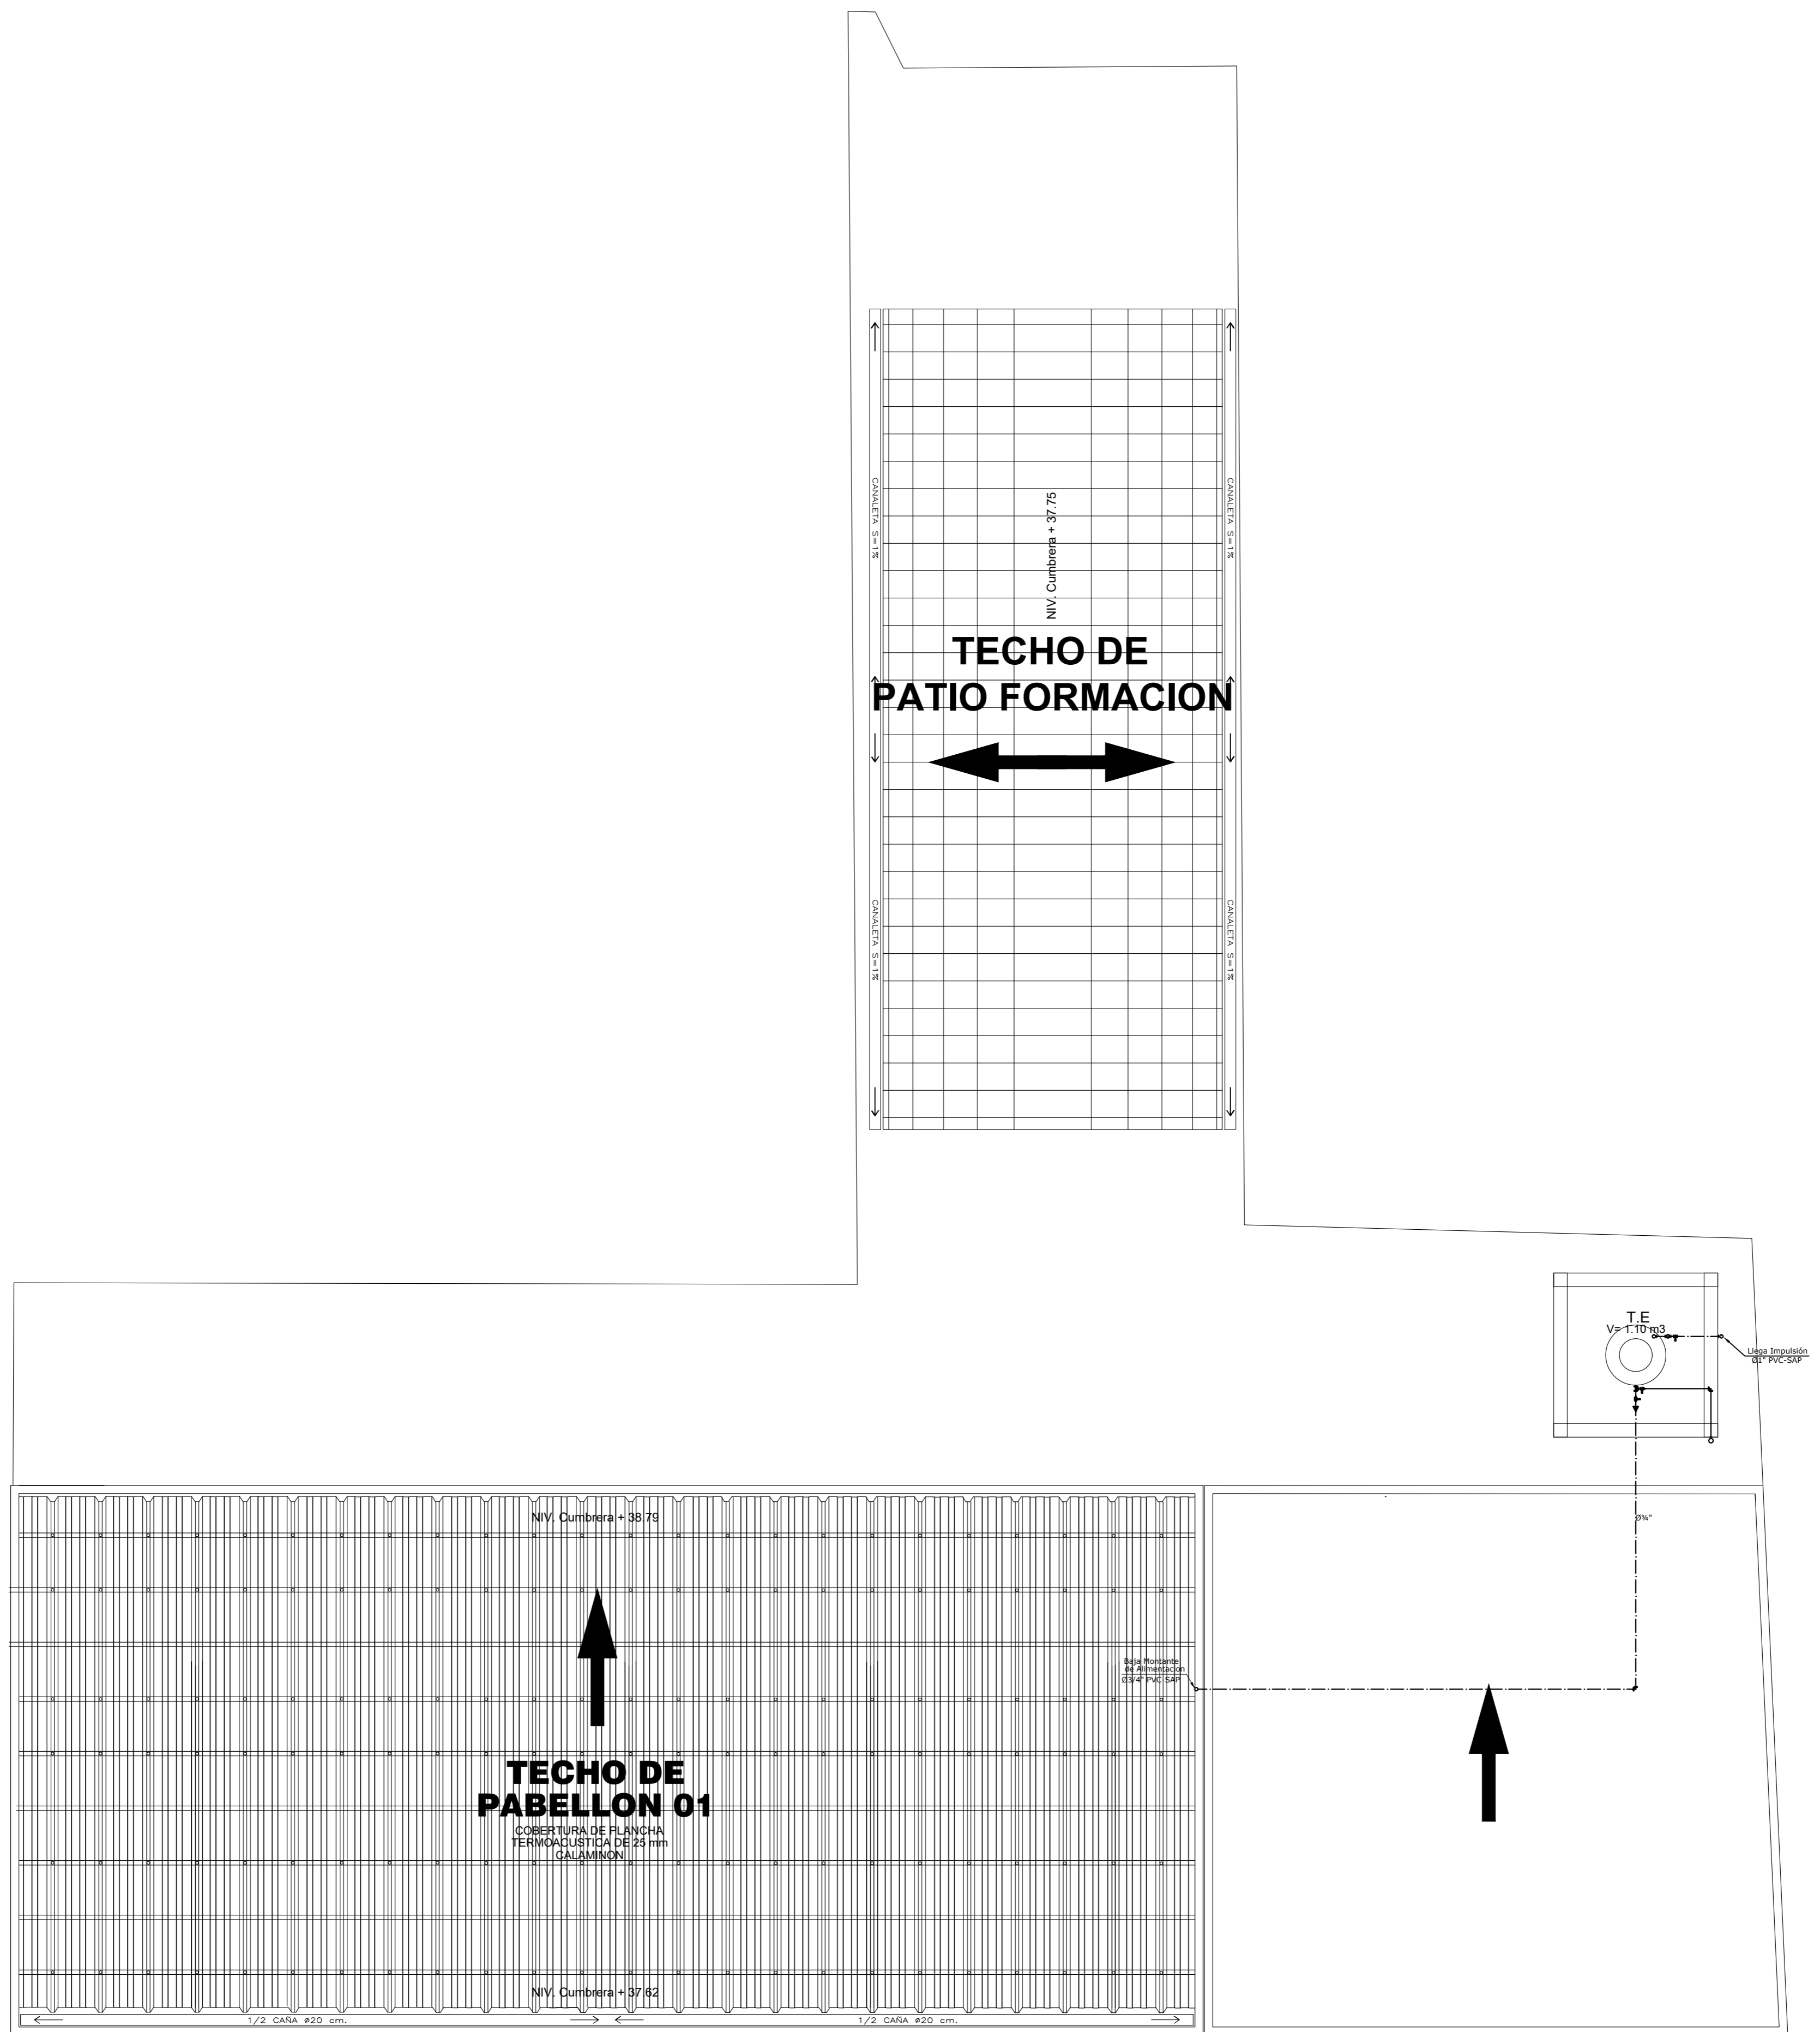 CANALETA S=1%
CANALETA S=1%
NIV. Cumbrera + 37.75
TECHO DE
PATIO FORMACION
CANALETA S=1%
CANALETA S=1%
T.E
V= 1.10 m3
Llega Impulsión
Ø1" PVC-SAP
NIV. Cumbrera + 38.79
Ø¾"
Baja Montante
de Alimentacion
Ø3/4" PVC-SAP
TECHO DE
PABELLON 01
COBERTURA DE PLANCHA
TERMOACUSTICA DE 25 mm
CALAMINON
NIV. Cumbrera + 37.62
1/2 CAÑA ø20 cm.
1/2 CAÑA ø20 cm.